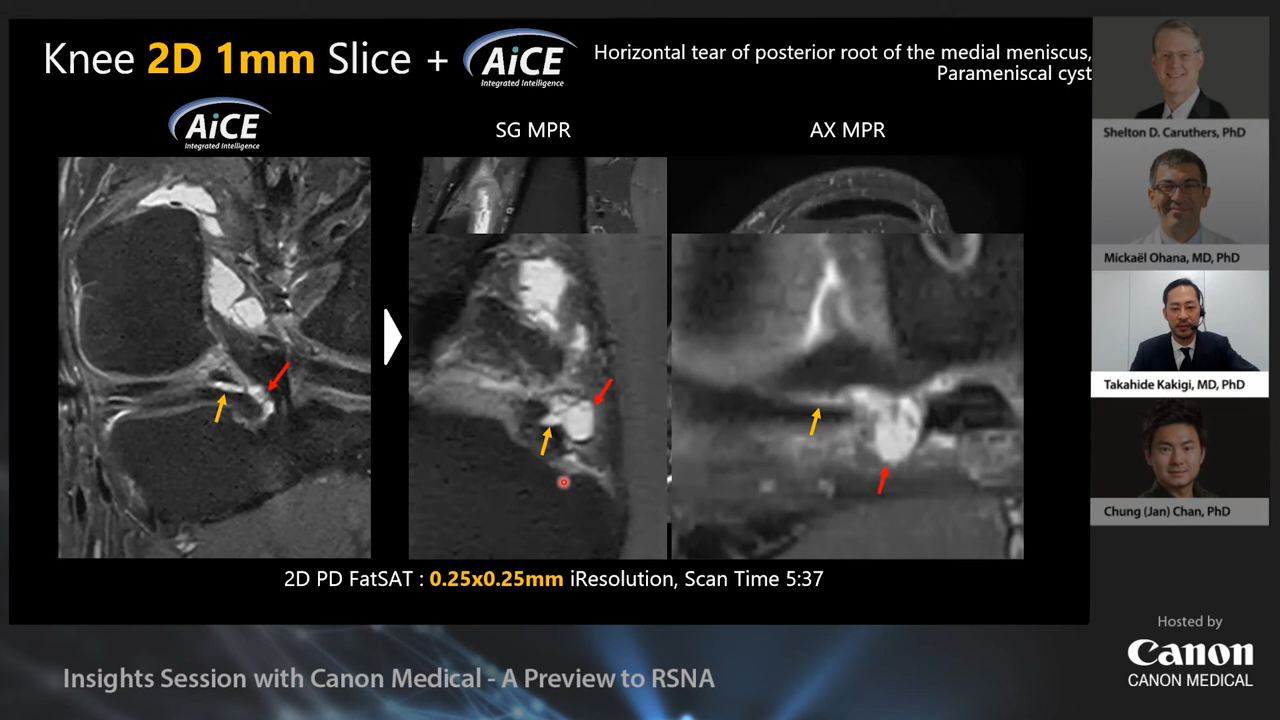 Knee 2D 1mm Slice + AiCE
Integrated Intelligence
Horizontal tear of posterior root of the medial meniscus,
Parameniscal cyst
AiCE
Integrated Intelligence
SG MPR
AX MPR
2D PD FatSAT : 0.25x0.25mm iResolution, Scan Time 5:37
Shelton D. Caruthers, PhD
Mickaël Ohana, MD, PhD
Takahide Kakigi, MD, PhD
Chung (Jan) Chan, PhD
Hosted by
Canon
CANON MEDICAL
Insights Session with Canon Medical - A Preview to RSNA